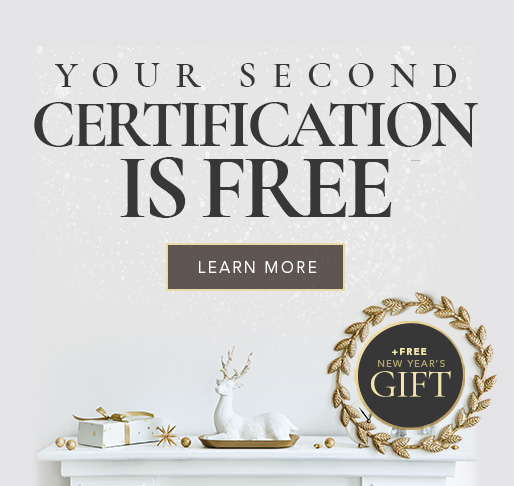 YOUR SECOND
CERTIFICATION
IS FREE
LEARN MORE
+FREE
NEW YEAR'S
GIFT